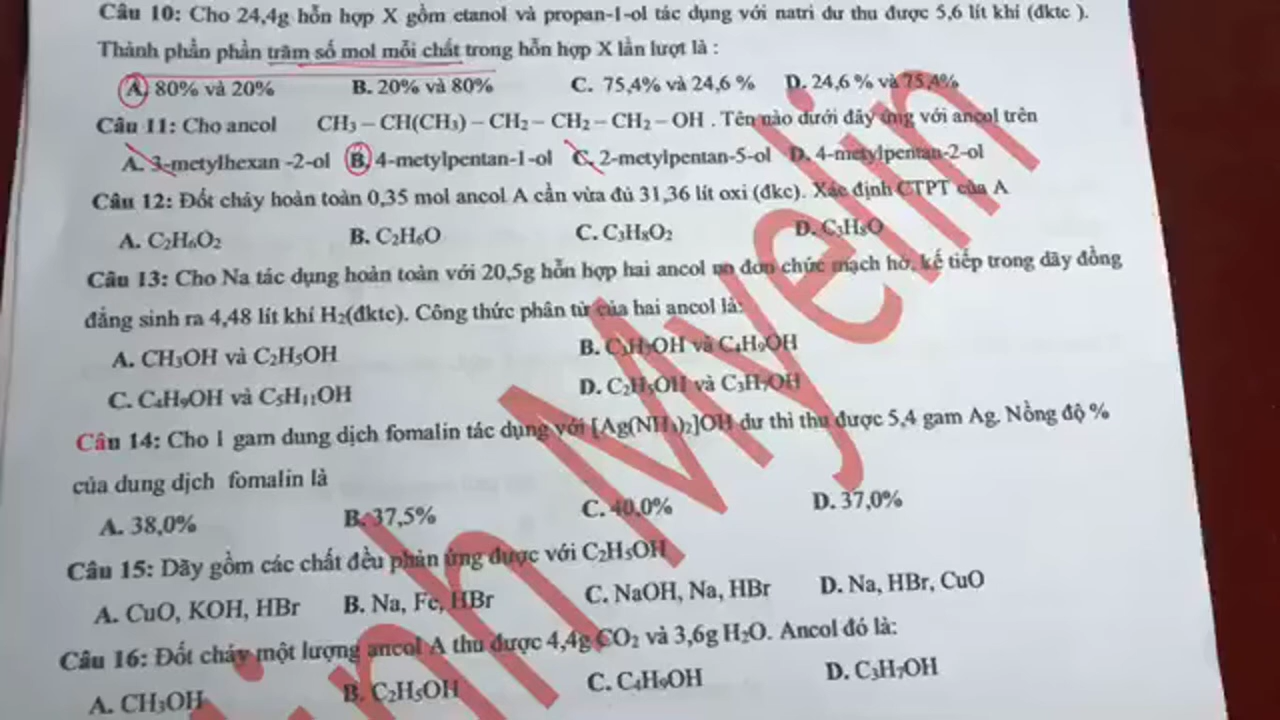 Câu 10: Cho 24,4g hỗn hợp X gồm etanol và propan-1-ol tác dụng với natri dư thu được 5,6 lít khí (đktc ).
Thành phần phần trăm số mol mỗi chất trong hỗn hợp X lần lượt là :
A. 80% và 20% B. 20% và 80% C. 75,4% và 24,6 % D. 24,6 % và 75,4%
Câu 11: Cho ancol CH₃ – CH(CH₃) – CH₂ – CH₂ – CH₂ – OH . Tên nào dưới đây ứng với ancol trên
A. 3-metylhexan -2-ol B. 4-metylpentan-1-ol C. 2-metylpentan-5-ol D. 4-metylpentan-2-ol
Câu 12: Đốt cháy hoàn toàn 0,35 mol ancol A cần vừa đủ 31,36 lít oxi (đkc). Xác định CTPT của A
A. C₂H₆O₂ B. C₂H₆O C. C₃H₈O₂ D. C₃H₈O
Câu 13: Cho Na tác dụng hoàn toàn với 20,5g hỗn hợp hai ancol no đơn chức mạch hở, kế tiếp trong dãy đồng
đẳng sinh ra 4,48 lít khí H₂(đktc). Công thức phân tử của hai ancol là:
A. CH₃OH và C₂H₅OH B. C₃H₇OH và C₄H₉OH
C. C₄H₉OH và C₅H₁₁OH D. C₂H₅OH và C₃H₇OH
Câu 14: Cho 1 gam dung dịch fomalin tác dụng với [Ag(NH₃)₂]OH dư thì thu được 5,4 gam Ag. Nồng độ %
của dung dịch fomalin là
A. 38,0% B. 37,5% C. 40,0% D. 37,0%
Câu 15: Dãy gồm các chất đều phản ứng được với C₂H₅OH
A. CuO, KOH, HBr B. Na, Fe, HBr C. NaOH, Na, HBr D. Na, HBr, CuO
Câu 16: Đốt cháy một lượng ancol A thu được 4,4g CO₂ và 3,6g H₂O. Ancol đó là:
A. CH₃OH B. C₂H₅OH C. C₄H₉OH D. C₃H₇OH
inh Myelin